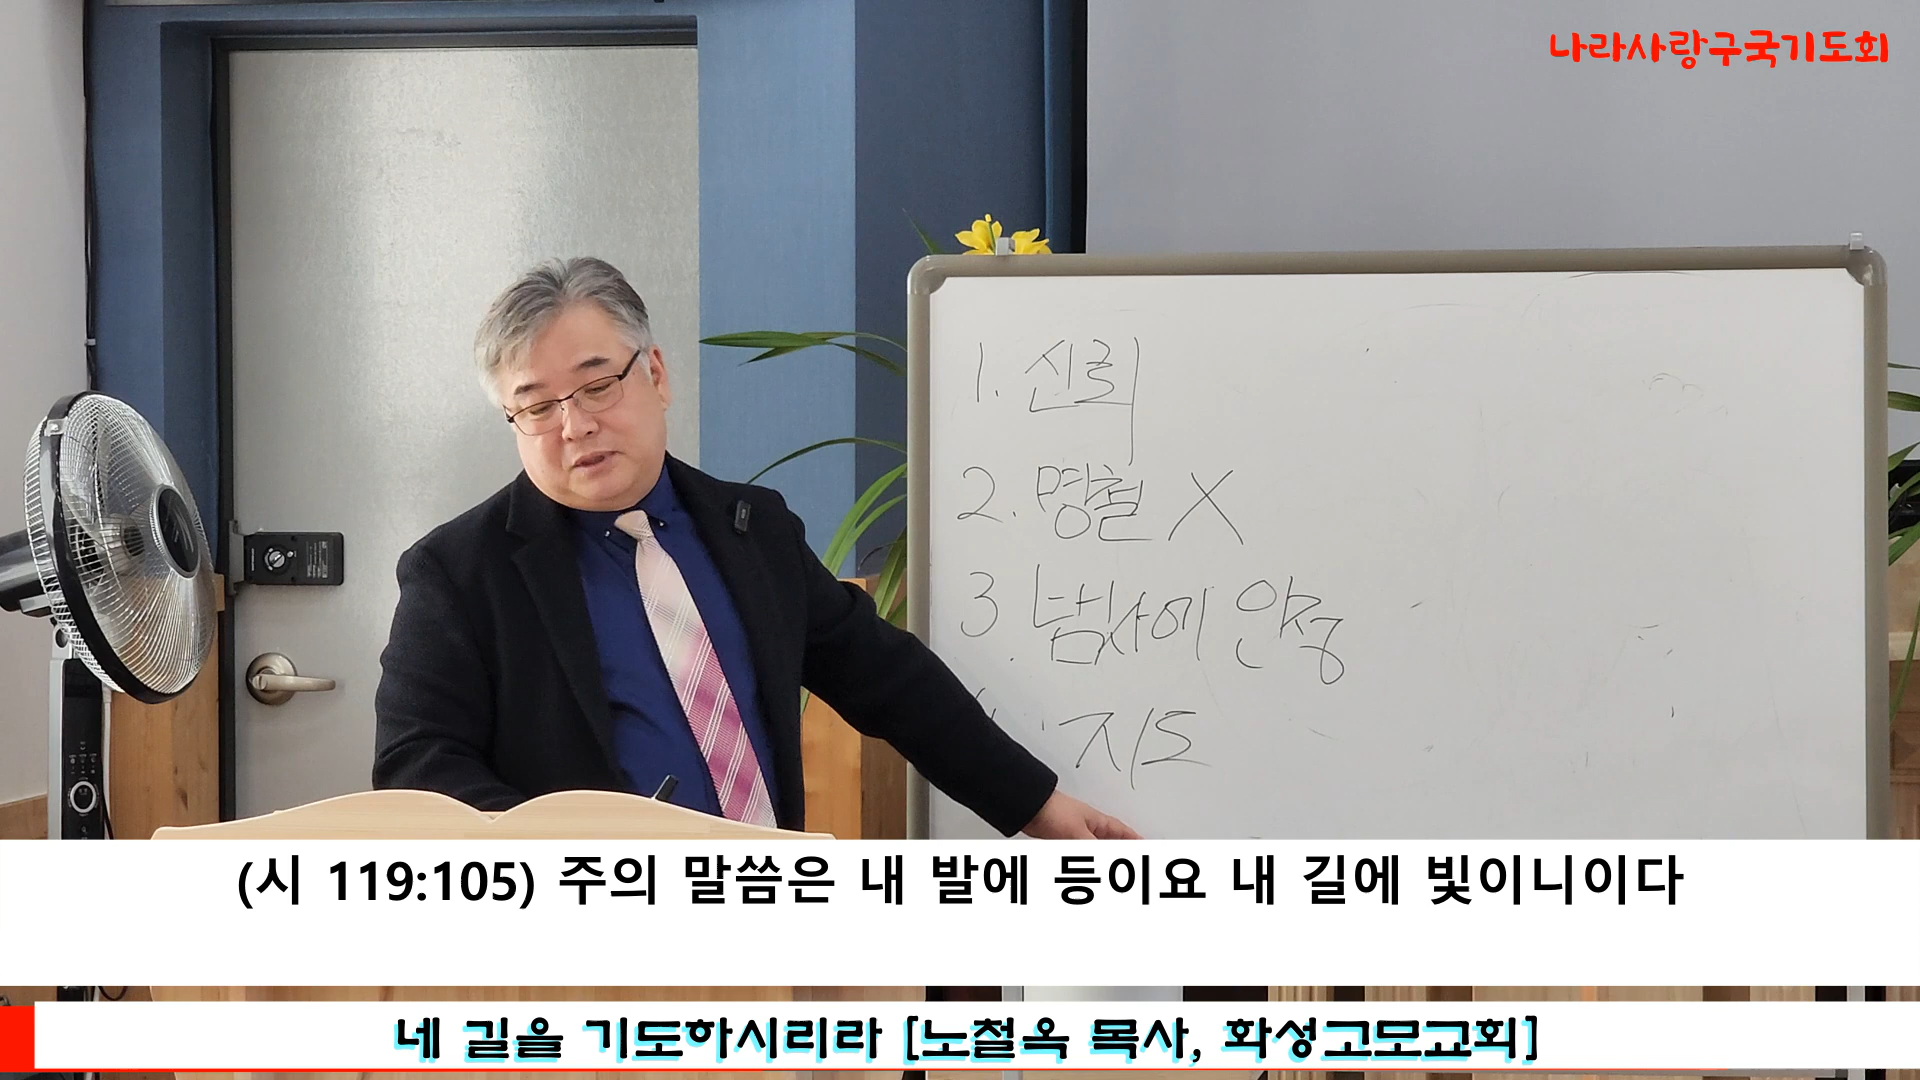 나라사랑구국기도회
1. 신뢰
2. 명철 X
3. 범사에 인정
지도
(시 119:105) 주의 말씀은 내 발에 등이요 내 길에 빛이니이다
네 길을 기도하시리라 [노철옥 목사, 화성고모교회]